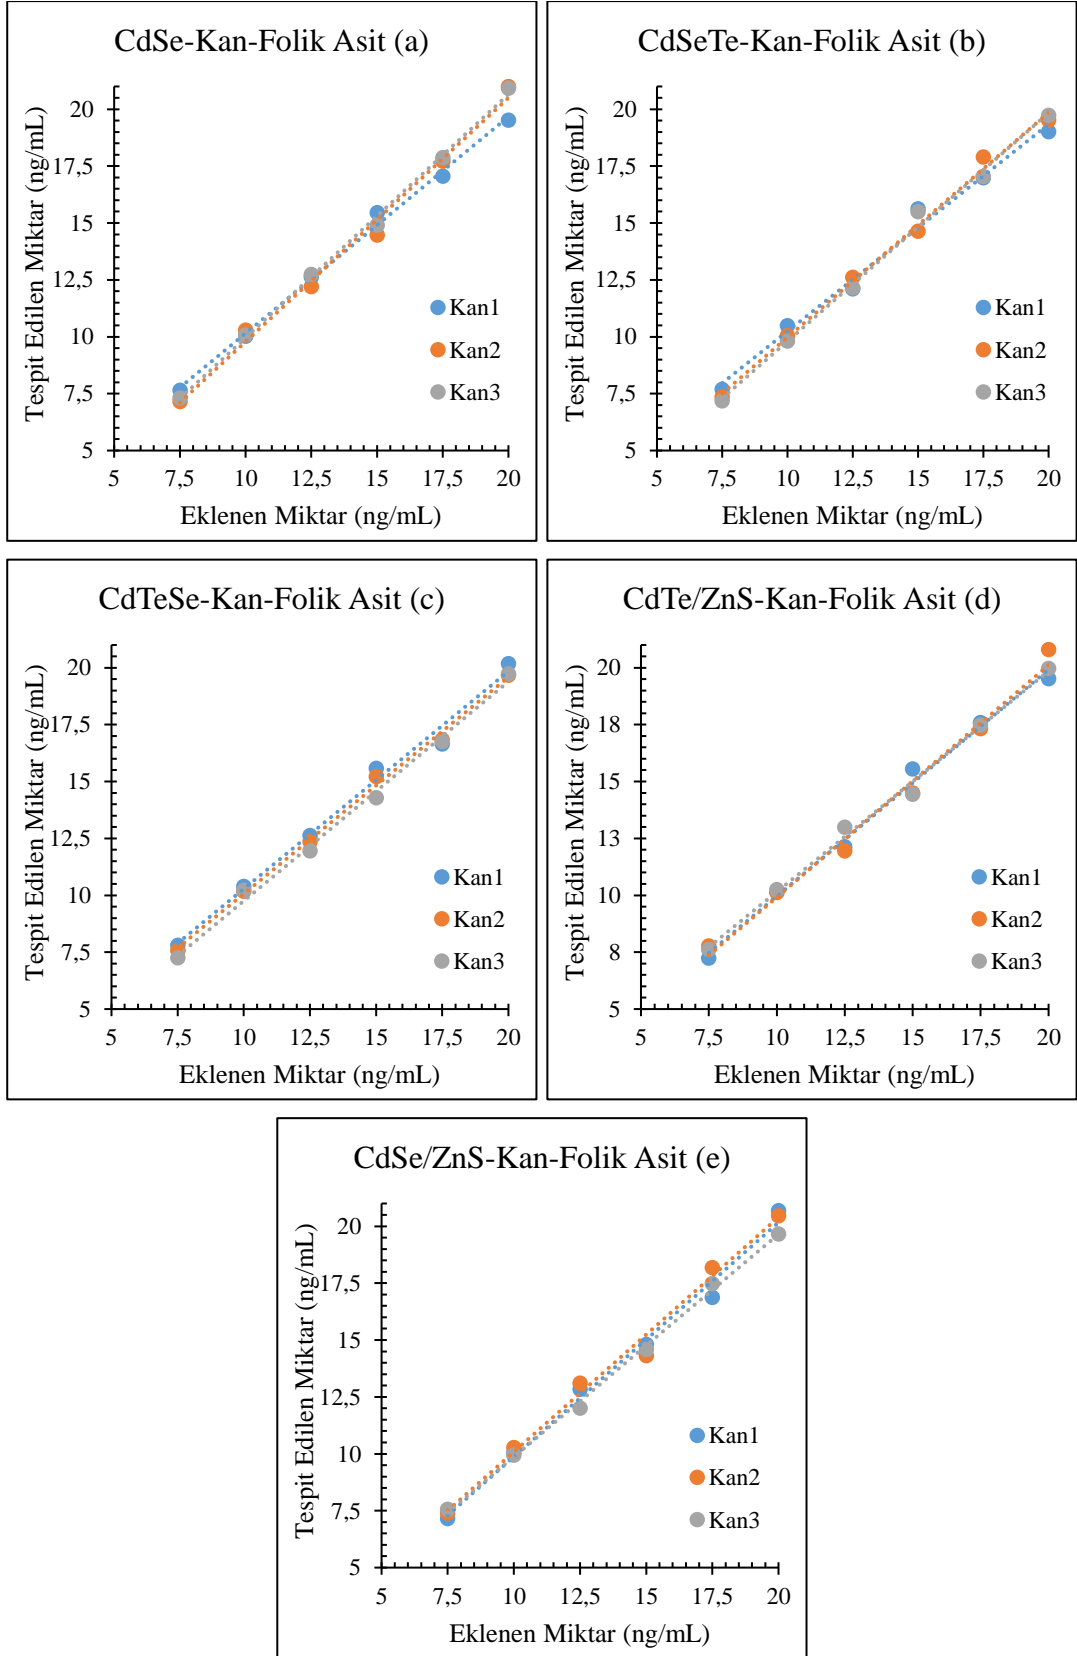 CdSe-Kan-Folik Asit (a)
Tespit Edilen Miktar (ng/mL)
20
17,5
15
12,5
10
7,5
5
5 7,5 10 12,5 15 17,5 20
Eklenen Miktar (ng/mL)
Kan1
Kan2
Kan3
CdSeTe-Kan-Folik Asit (b)
Tespit Edilen Miktar (ng/mL)
20
17,5
15
12,5
10
7,5
5
5 7,5 10 12,5 15 17,5 20
Eklenen Miktar (ng/mL)
Kan1
Kan2
Kan3
CdTeSe-Kan-Folik Asit (c)
Tespit Edilen Miktar (ng/mL)
20
17,5
15
12,5
10
7,5
5
5 7,5 10 12,5 15 17,5 20
Eklenen Miktar (ng/mL)
Kan1
Kan2
Kan3
CdTe/ZnS-Kan-Folik Asit (d)
Tespit Edilen Miktar (ng/mL)
20
18
15
13
10
8
5
5 7,5 10 12,5 15 17,5 20
Eklenen Miktar (ng/mL)
Kan1
Kan2
Kan3
CdSe/ZnS-Kan-Folik Asit (e)
Tespit Edilen Miktar (ng/mL)
20
17,5
15
12,5
10
7,5
5
5 7,5 10 12,5 15 17,5 20
Eklenen Miktar (ng/mL)
Kan1
Kan2
Kan3